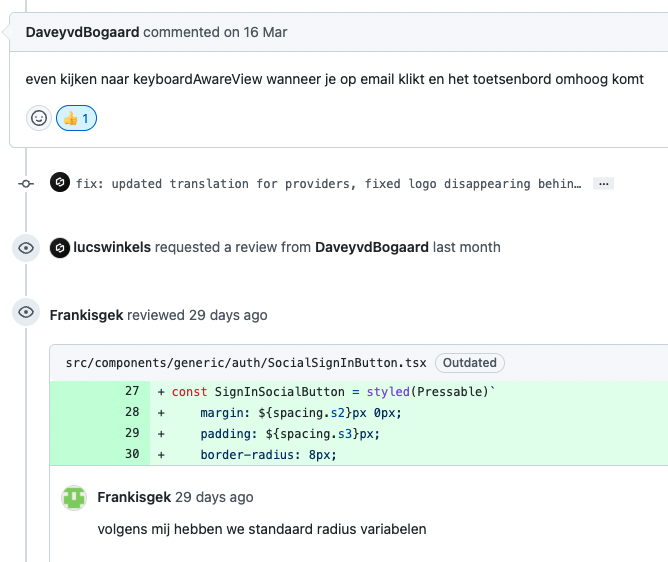 DaveyvdBogaard commented on 16 Mar
even kijken naar keyboardAwareView wanneer je op email klikt en het toetsenbord omhoog komt
👍 1
fix: updated translation for providers, fixed logo disappearing behin… ...
lucswinkels requested a review from DaveyvdBogaard last month
Frankisgek reviewed 29 days ago
src/components/generic/auth/SocialSignInButton.tsx Outdated
27 + const SignInSocialButton = styled(Pressable)`
28 + margin: ${spacing.s2}px 0px;
29 + padding: ${spacing.s3}px;
30 + border-radius: 8px;
Frankisgek 29 days ago
volgens mij hebben we standaard radius variabelen